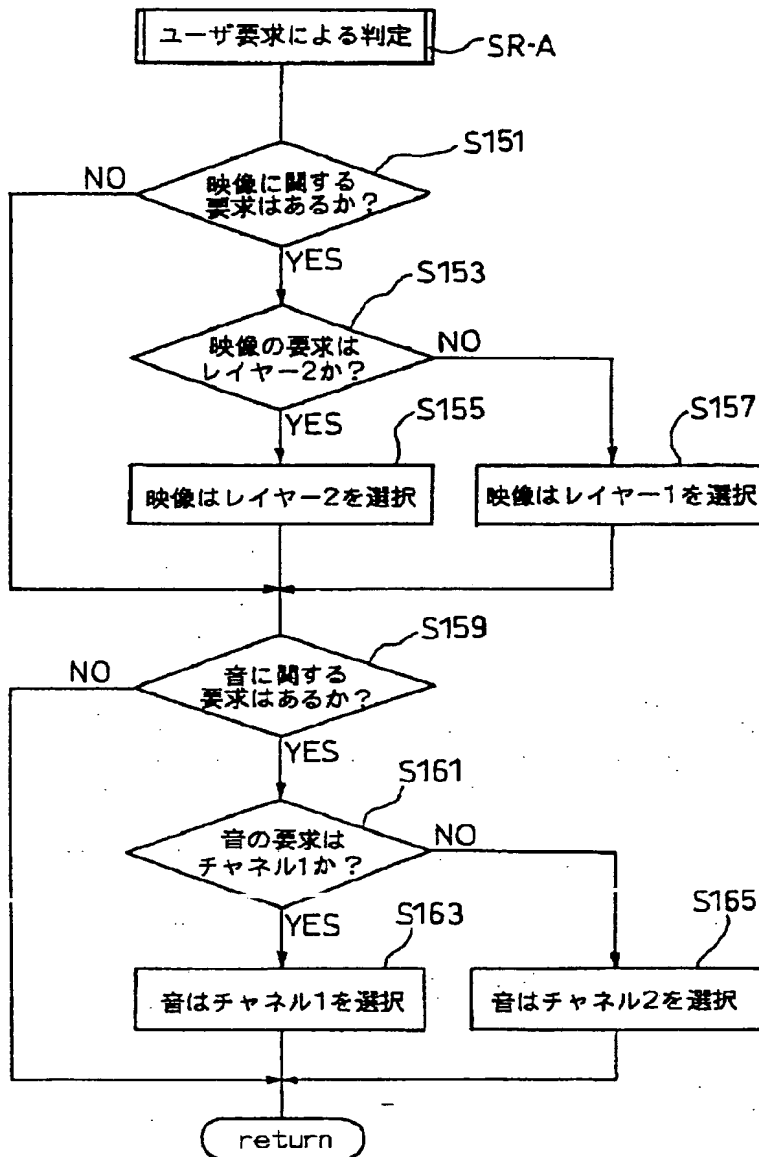 ユーザ要求による判定
SR-A
S151
NO
映像に関する
要求はあるか?
YES
S153
映像の要求は
レイヤー2か?
NO
YES
S155
S157
映像はレイヤー2を選択
映像はレイヤー1を選択
S159
NO
音に関する
要求はあるか?
YES
S161
音の要求は
チャネル1か?
NO
YES
S163
S165
音はチャネル1を選択
音はチャネル2を選択
return